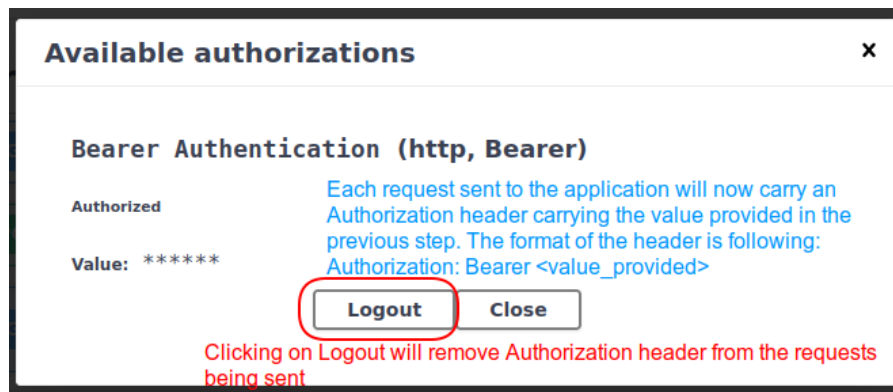 Available authorizations x
Bearer Authentication (http, Bearer)
Each request sent to the application will now carry an
Authorized
Authorization header carrying the value provided in the
previous step. The format of the header is following:
Value: ******
Authorization: Bearer <value_provided>
Logout Close
Clicking on Logout will remove Authorization header from the requests
being sent